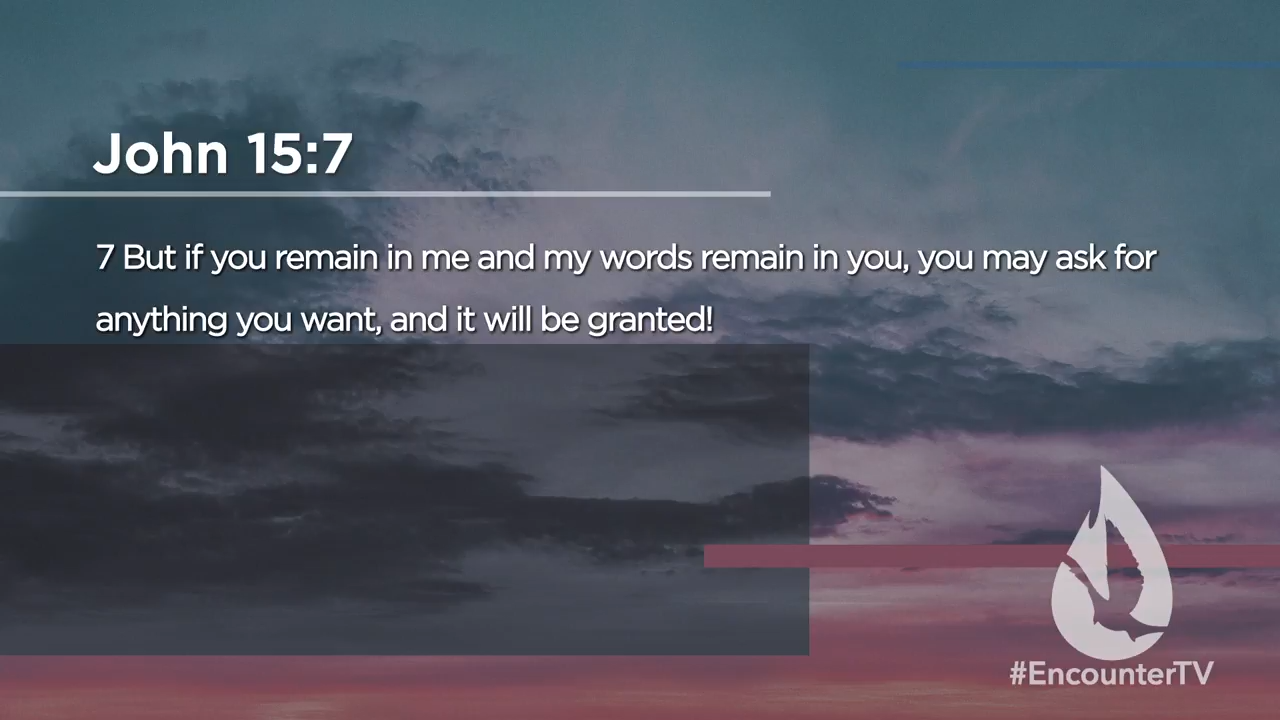 John 15:7
7 But if you remain in me and my words remain in you, you may ask for
anything you want, and it will be granted!
#EncounterTV